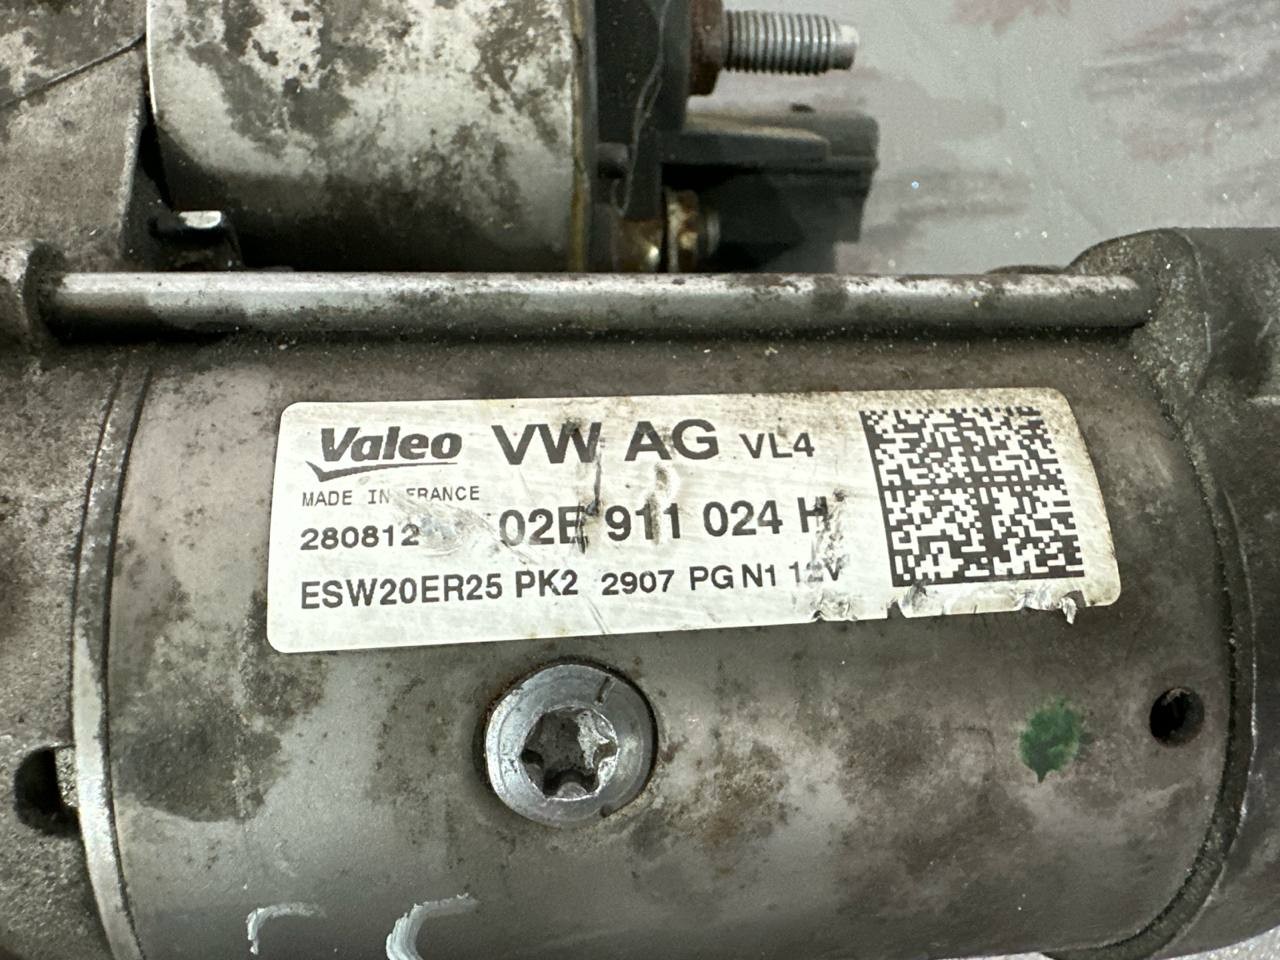 Valeo VW AG VL4
MADE IN FRANCE
280812 02E 911 024 H
ESW20ER25 PK2 2907 PG N1 12V